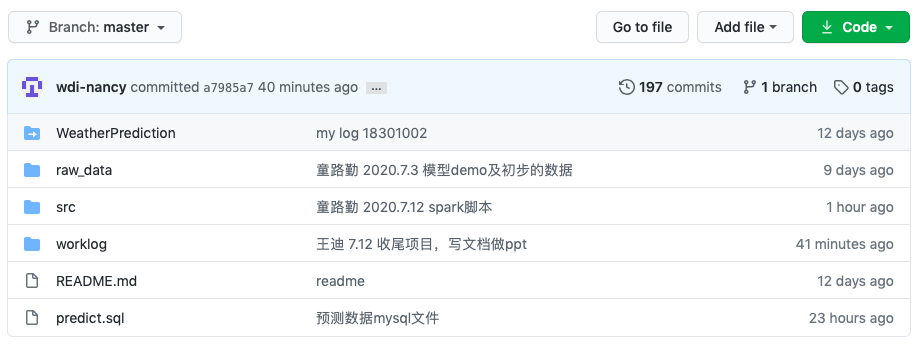 Branch: master Go to file Add file Code
wdi-nancy committed a7985a7 40 minutes ago ... 197 commits 1 branch 0 tags
WeatherPrediction my log 18301002 12 days ago
raw_data 童路勤 2020.7.3 模型demo及初步的数据 9 days ago
src 童路勤 2020.7.12 spark脚本 1 hour ago
worklog 王迪 7.12 收尾项目，写文档做ppt 41 minutes ago
README.md readme 12 days ago
predict.sql 预测数据mysql文件 23 hours ago